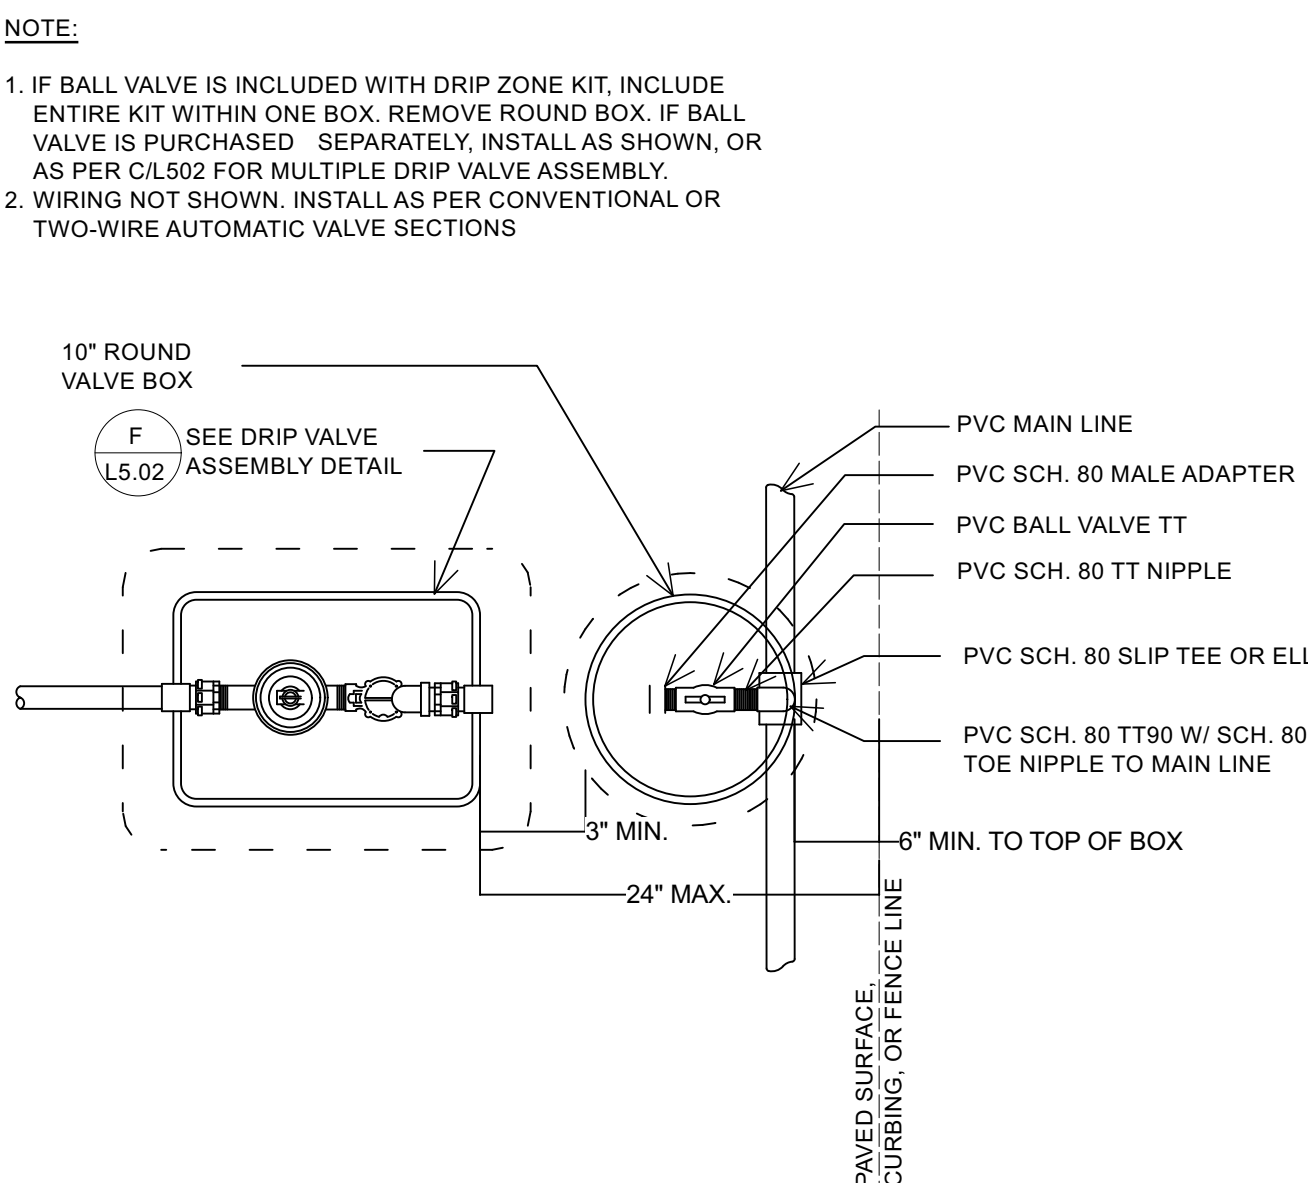 NOTE:
1. IF BALL VALVE IS INCLUDED WITH DRIP ZONE KIT, INCLUDE
ENTIRE KIT WITHIN ONE BOX. REMOVE ROUND BOX. IF BALL
VALVE IS PURCHASED SEPARATELY, INSTALL AS SHOWN, OR
AS PER C/L502 FOR MULTIPLE DRIP VALVE ASSEMBLY.
2. WIRING NOT SHOWN. INSTALL AS PER CONVENTIONAL OR
TWO-WIRE AUTOMATIC VALVE SECTIONS
10" ROUND
VALVE BOX
F
L5.02
SEE DRIP VALVE
ASSEMBLY DETAIL
PVC MAIN LINE
PVC SCH. 80 MALE ADAPTER
PVC BALL VALVE TT
PVC SCH. 80 TT NIPPLE
PVC SCH. 80 SLIP TEE OR ELL
PVC SCH. 80 TT90 W/ SCH. 80
TOE NIPPLE TO MAIN LINE
3" MIN.
6" MIN. TO TOP OF BOX
24" MAX.
PAVED SURFACE,
CURBING, OR FENCE LINE